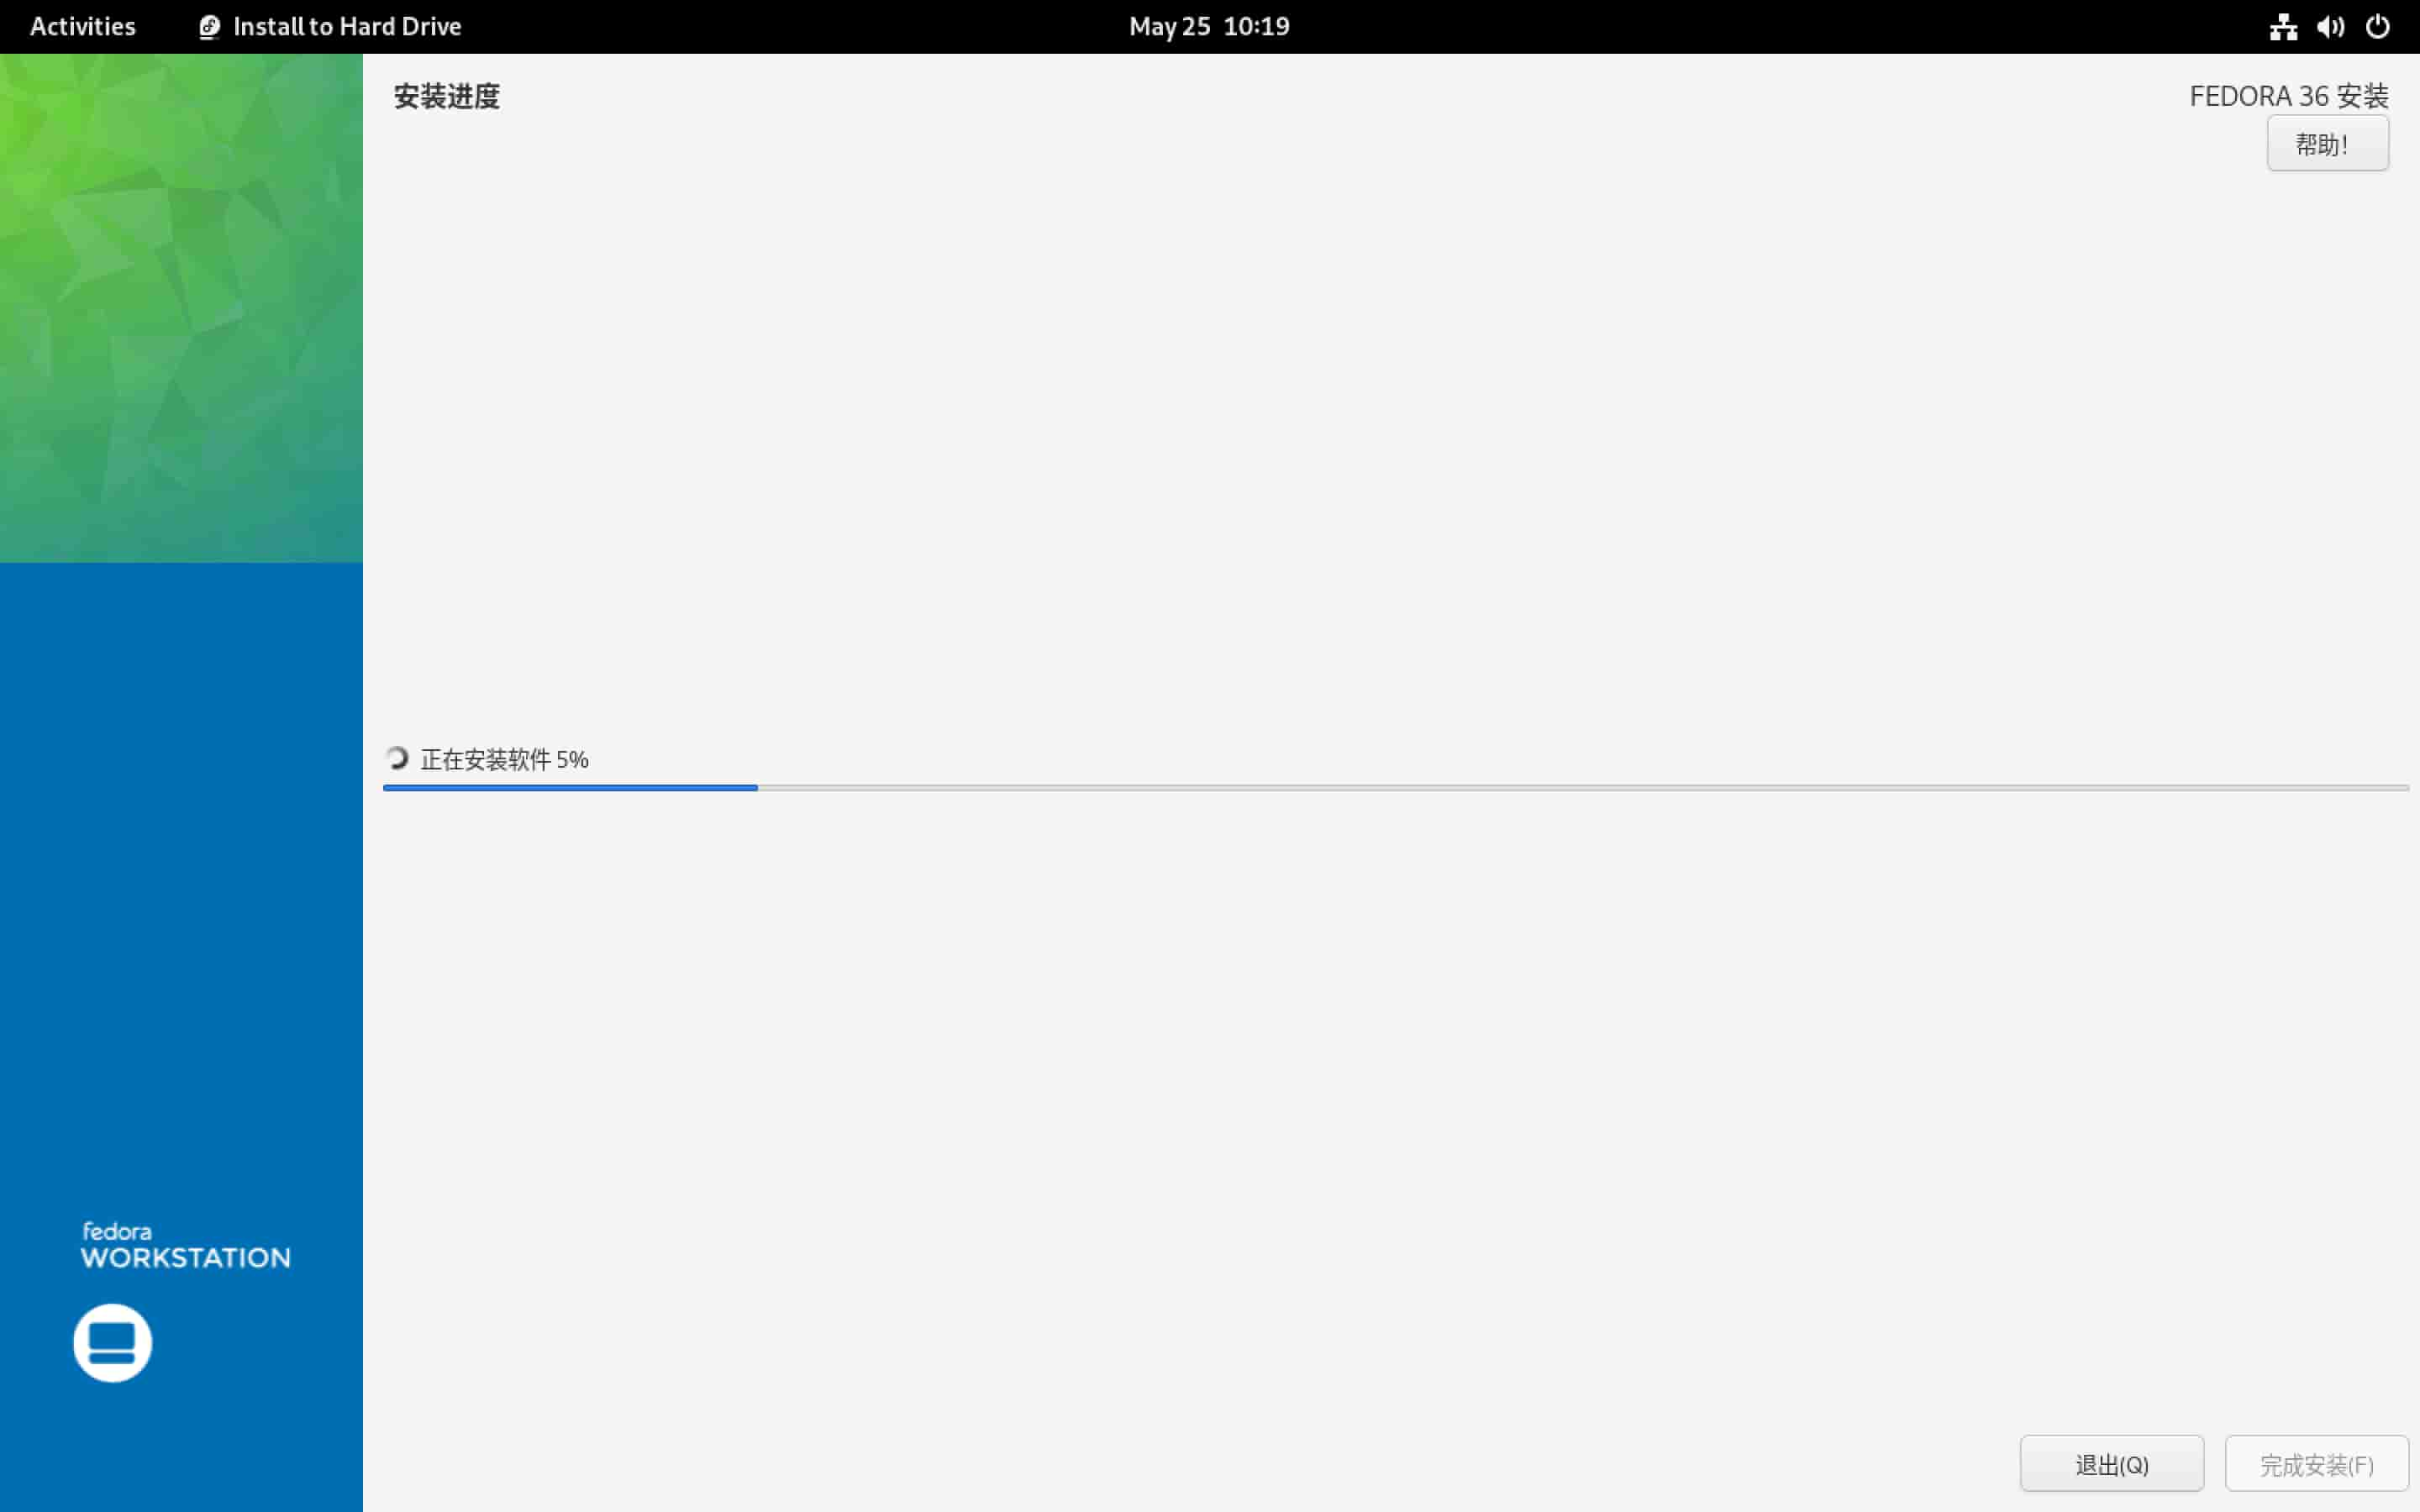 Activities Install to Hard Drive May 25 10:19
安装进度
FEDORA 36 安装
帮助！
正在安装软件 5%
fedora
WORKSTATION
退出(Q) 完成安装(F)